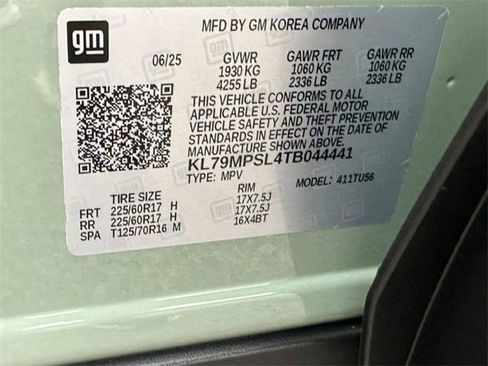 gm
MFD BY GM KOREA COMPANY
06/25 GVWR GAWR FRT GAWR RR
1930 KG 1060 KG 1060 KG
4255 LB 2336 LB 2336 LB
THIS VEHICLE CONFORMS TO ALL
APPLICABLE U.S. FEDERAL MOTOR
VEHICLE SAFETY AND THEFT PREVENTION
STANDARDS IN EFFECT ON THE DATE OF
MANUFACTURE SHOWN ABOVE.
KL79MPSL4TB044441
TYPE: MPV MODEL: 411TU56
TIRE SIZE RIM
FRT 225/60R17 H 17X7.5J
RR 225/60R17 H 17X7.5J
SPA T125/70R16 M 16X4BT